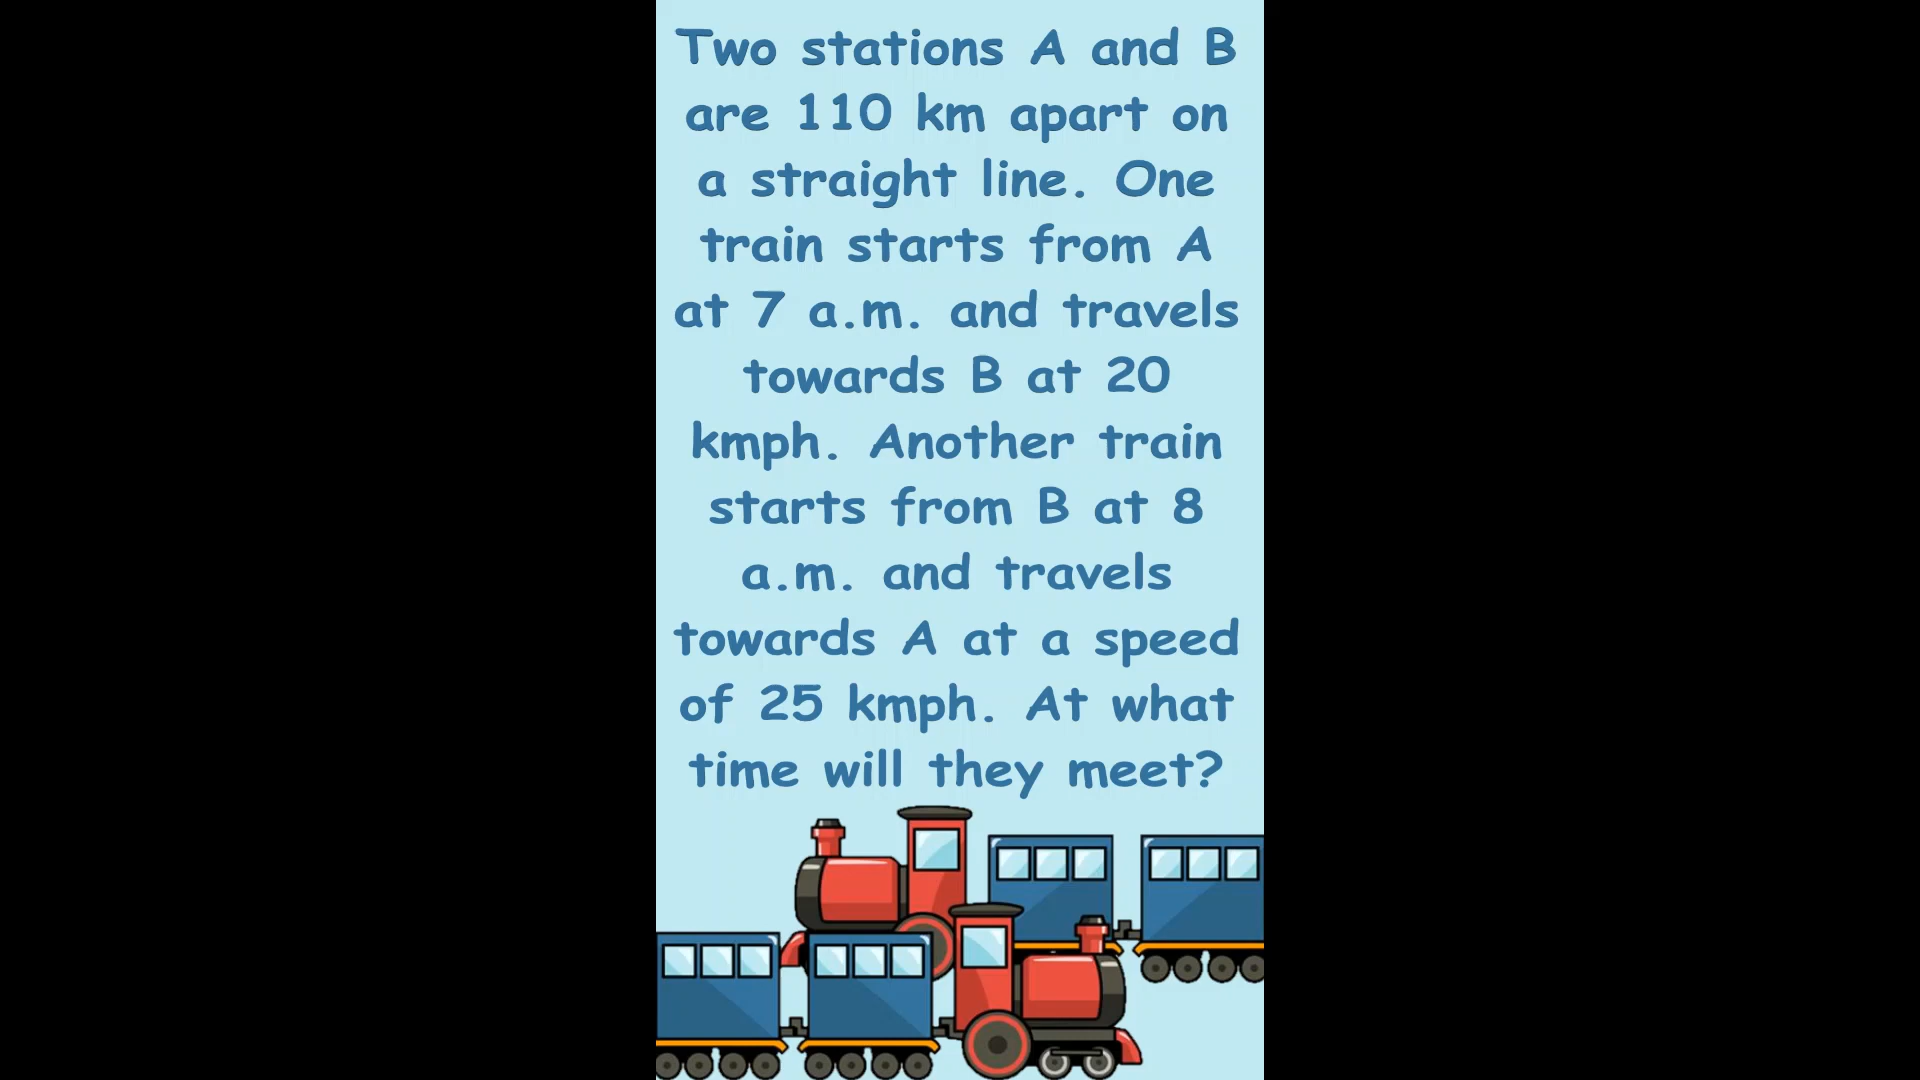 Two stations A and B
are 110 km apart on
a straight line. One
train starts from A
at 7 a.m. and travels
towards B at 20
kmph. Another train
starts from B at 8
a.m. and travels
towards A at a speed
of 25 kmph. At what
time will they meet?